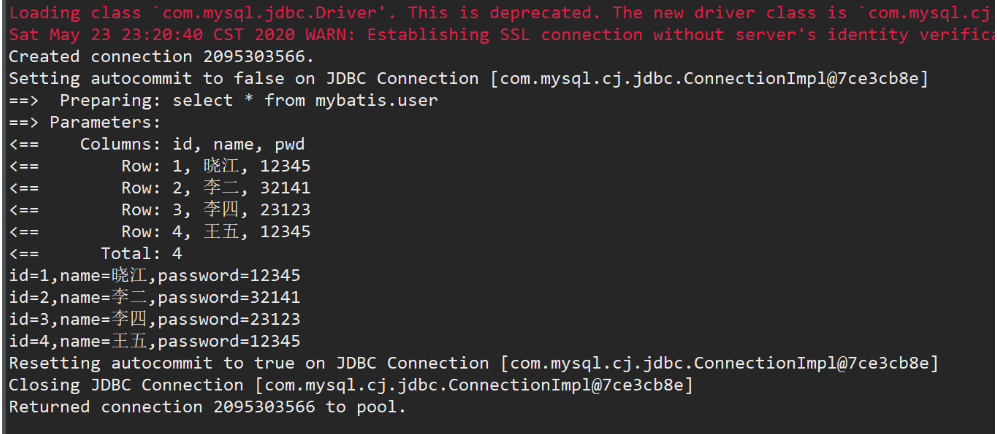 Loading class `com.mysql.jdbc.Driver'. This is deprecated. The new driver class is `com.mysql.cj
Sat May 23 23:20:40 CST 2020 WARN: Establishing SSL connection without server's identity verifica
Created connection 2095303566.
Setting autocommit to false on JDBC Connection [com.mysql.cj.jdbc.ConnectionImpl@7ce3cb8e]
==>  Preparing: select * from mybatis.user
==> Parameters:
<==    Columns: id, name, pwd
<==        Row: 1, 晓江, 12345
<==        Row: 2, 李二, 32141
<==        Row: 3, 李四, 23123
<==        Row: 4, 王五, 12345
<==      Total: 4
id=1,name=晓江,password=12345
id=2,name=李二,password=32141
id=3,name=李四,password=23123
id=4,name=王五,password=12345
Resetting autocommit to true on JDBC Connection [com.mysql.cj.jdbc.ConnectionImpl@7ce3cb8e]
Closing JDBC Connection [com.mysql.cj.jdbc.ConnectionImpl@7ce3cb8e]
Returned connection 2095303566 to pool.